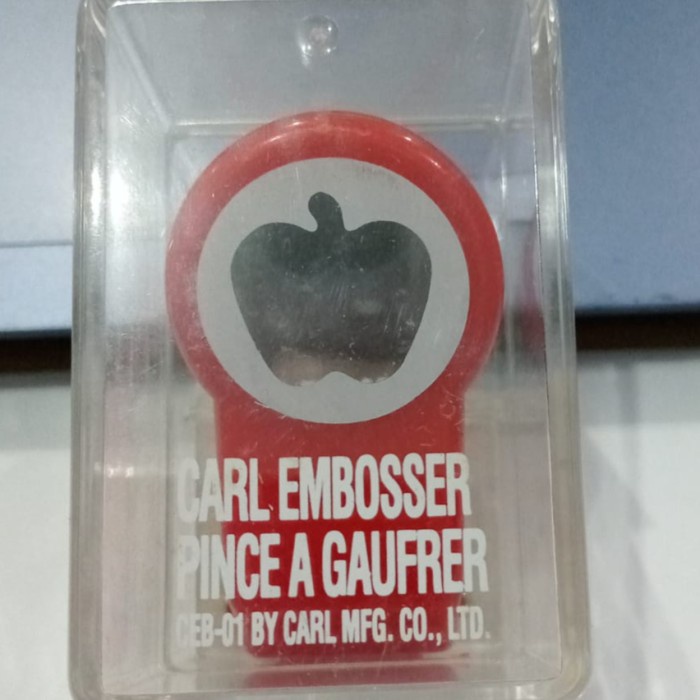 CARL EMBOSSER
PINCE A GAUFRER
CEB-01 BY CARL MFG. CO., LTD.